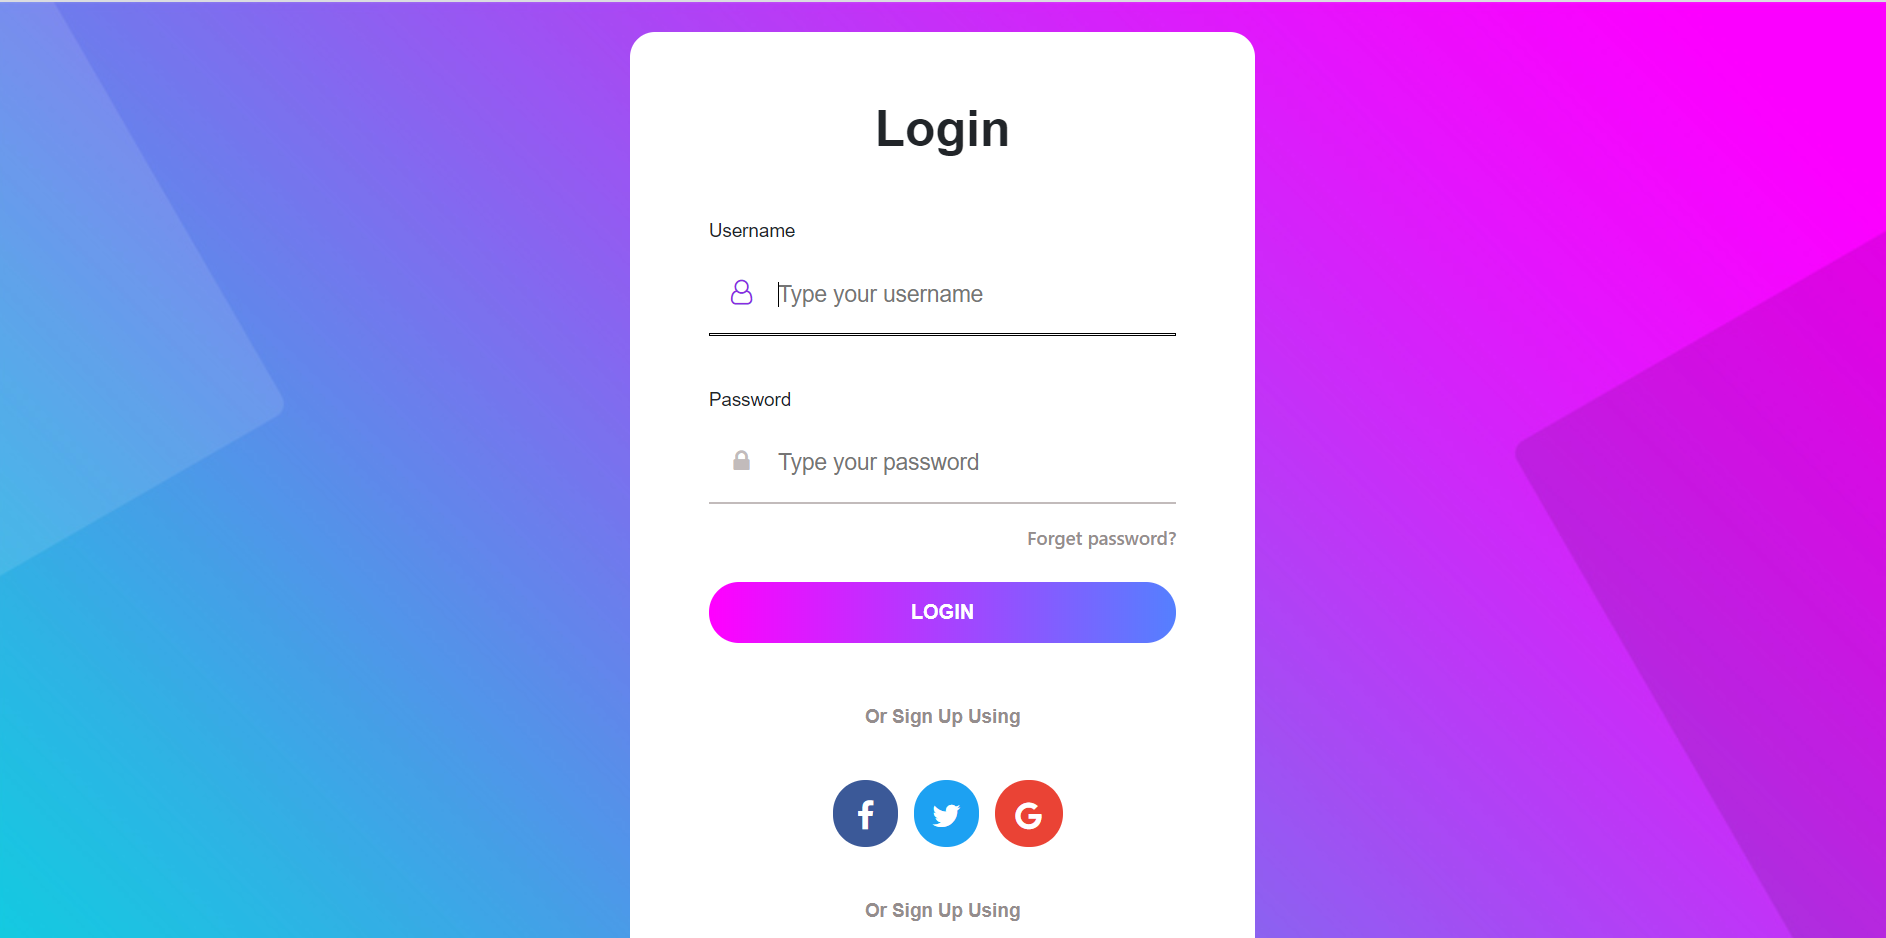 Login
Username
Type your username
Password
Type your password
Forget password?
LOGIN
Or Sign Up Using
Or Sign Up Using